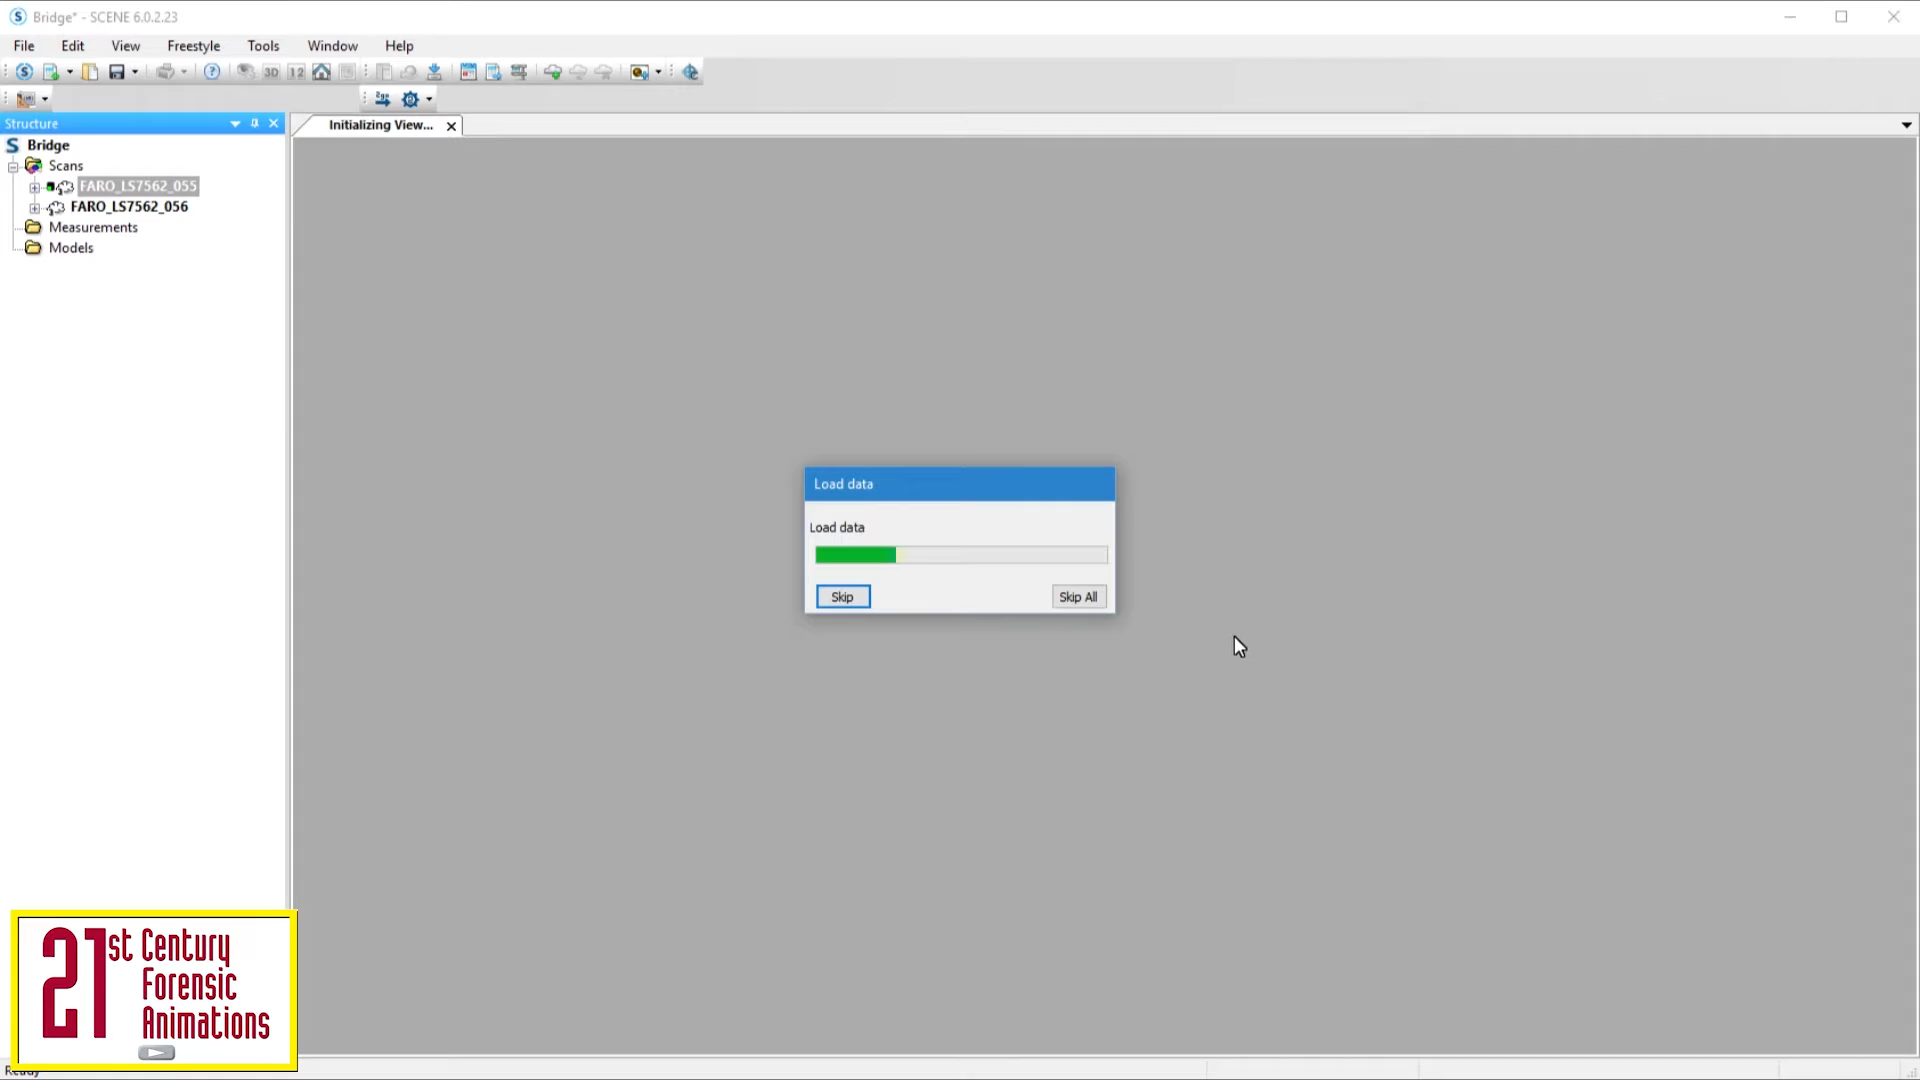 Bridge* - SCENE 6.0.2.23
File Edit View Freestyle Tools Window Help
3D 12
Structure
Initializing View...
S Bridge
Scans
FARO_LS7562_055
FARO_LS7562_056
Measurements
Models
Load data
Load data
Skip Skip All
21st Century
Forensic
Animations
Ready